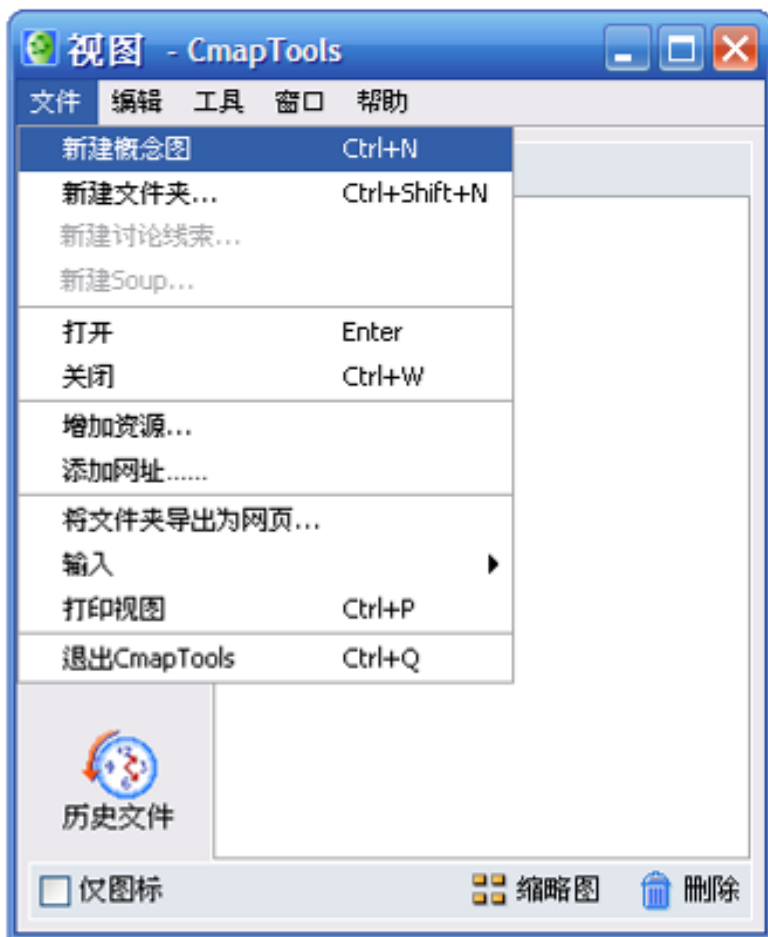 视图 - CmapTools
文件 编辑 工具 窗口 帮助
新建概念图 Ctrl+N
新建文件夹... Ctrl+Shift+N
新建讨论线索...
新建Soup...
打开 Enter
关闭 Ctrl+W
增加资源...
添加网址......
将文件夹导出为网页...
输入
打印视图 Ctrl+P
退出CmapTools Ctrl+Q
历史文件
仅图标 缩略图 删除